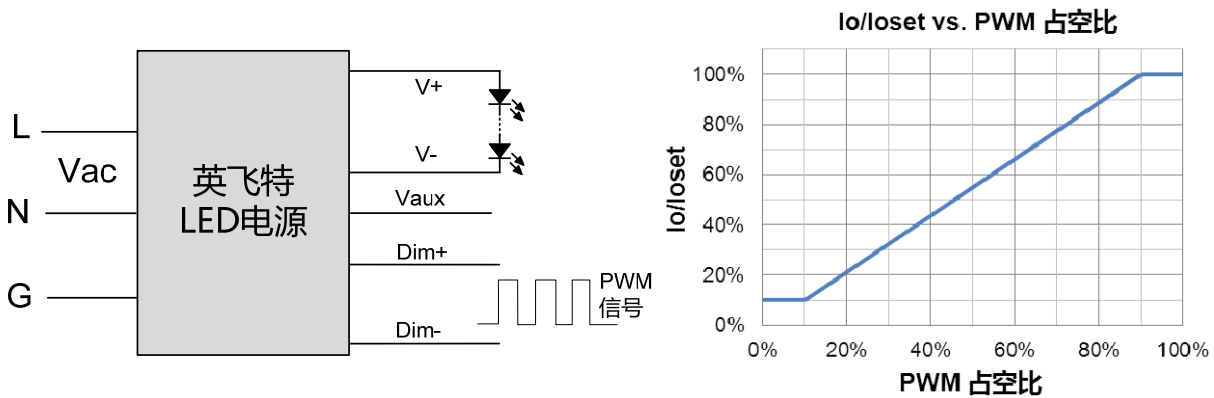 L
Vac
N
G
英飞特
LED电源
V+
V-
Vaux
Dim+
Dim-
PWM
信号
Io/Ioset vs. PWM 占空比
Io/Ioset
100%
80%
60%
40%
20%
0%
0% 20% 40% 60% 80% 100%
PWM 占空比